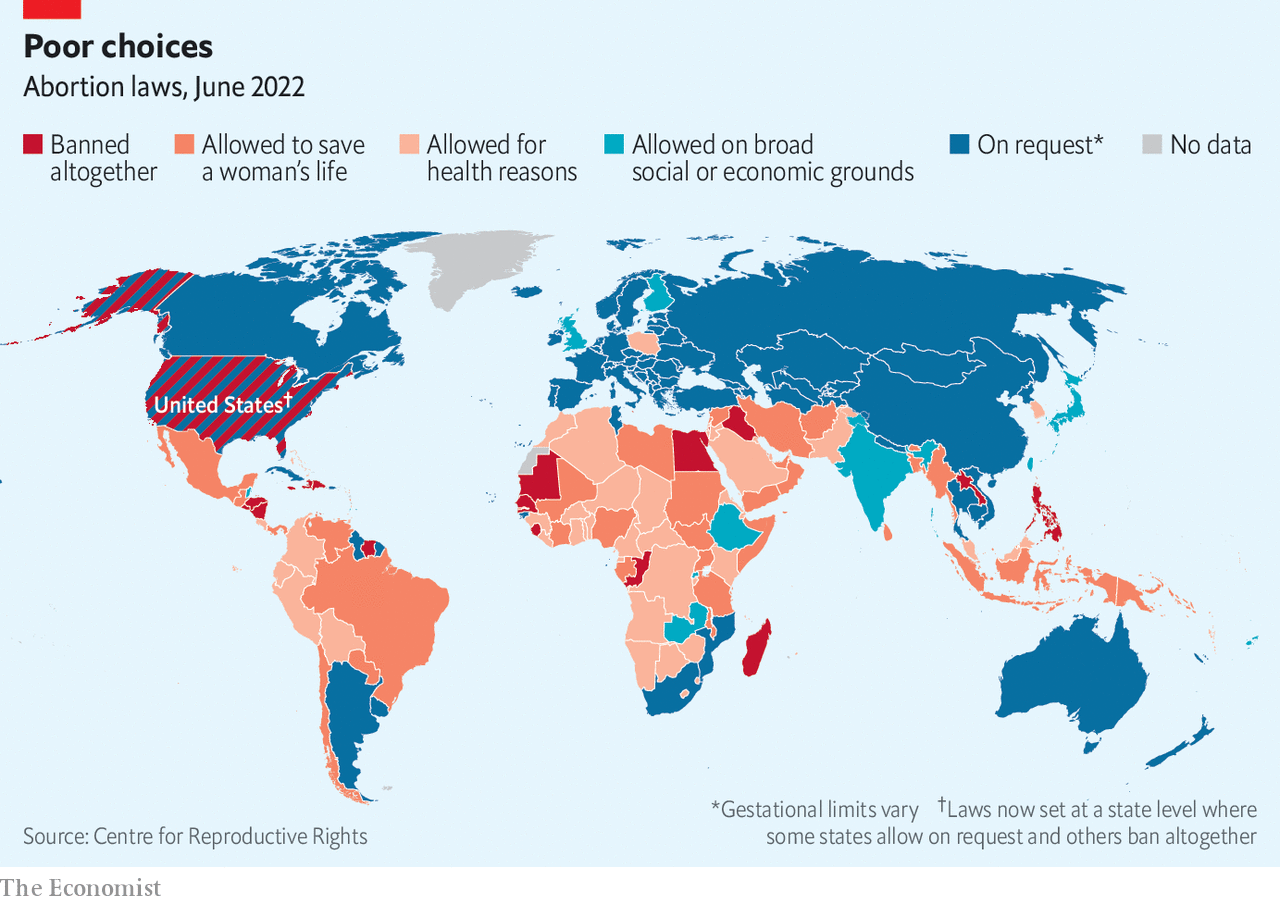 Poor choices
Abortion laws, June 2022
Banned
altogether
Allowed to save
a woman's life
Allowed for
health reasons
Allowed on broad
social or economic grounds
On request*
No data
United States†
*Gestational limits vary †Laws now set at a state level where
some states allow on request and others ban altogether
Source: Centre for Reproductive Rights
The Economist